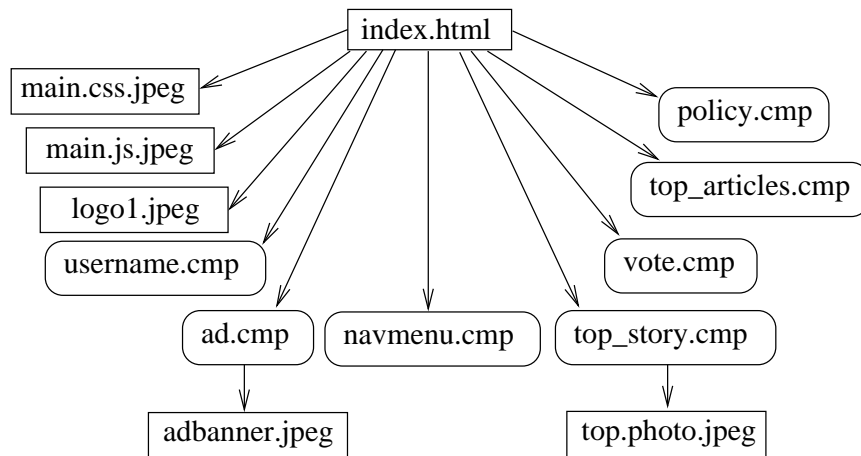 index.html
main.css.jpeg
policy.cmp
main.js.jpeg
top_articles.cmp
logo1.jpeg
username.cmp
vote.cmp
ad.cmp
navmenu.cmp
top_story.cmp
adbanner.jpeg
top.photo.jpeg